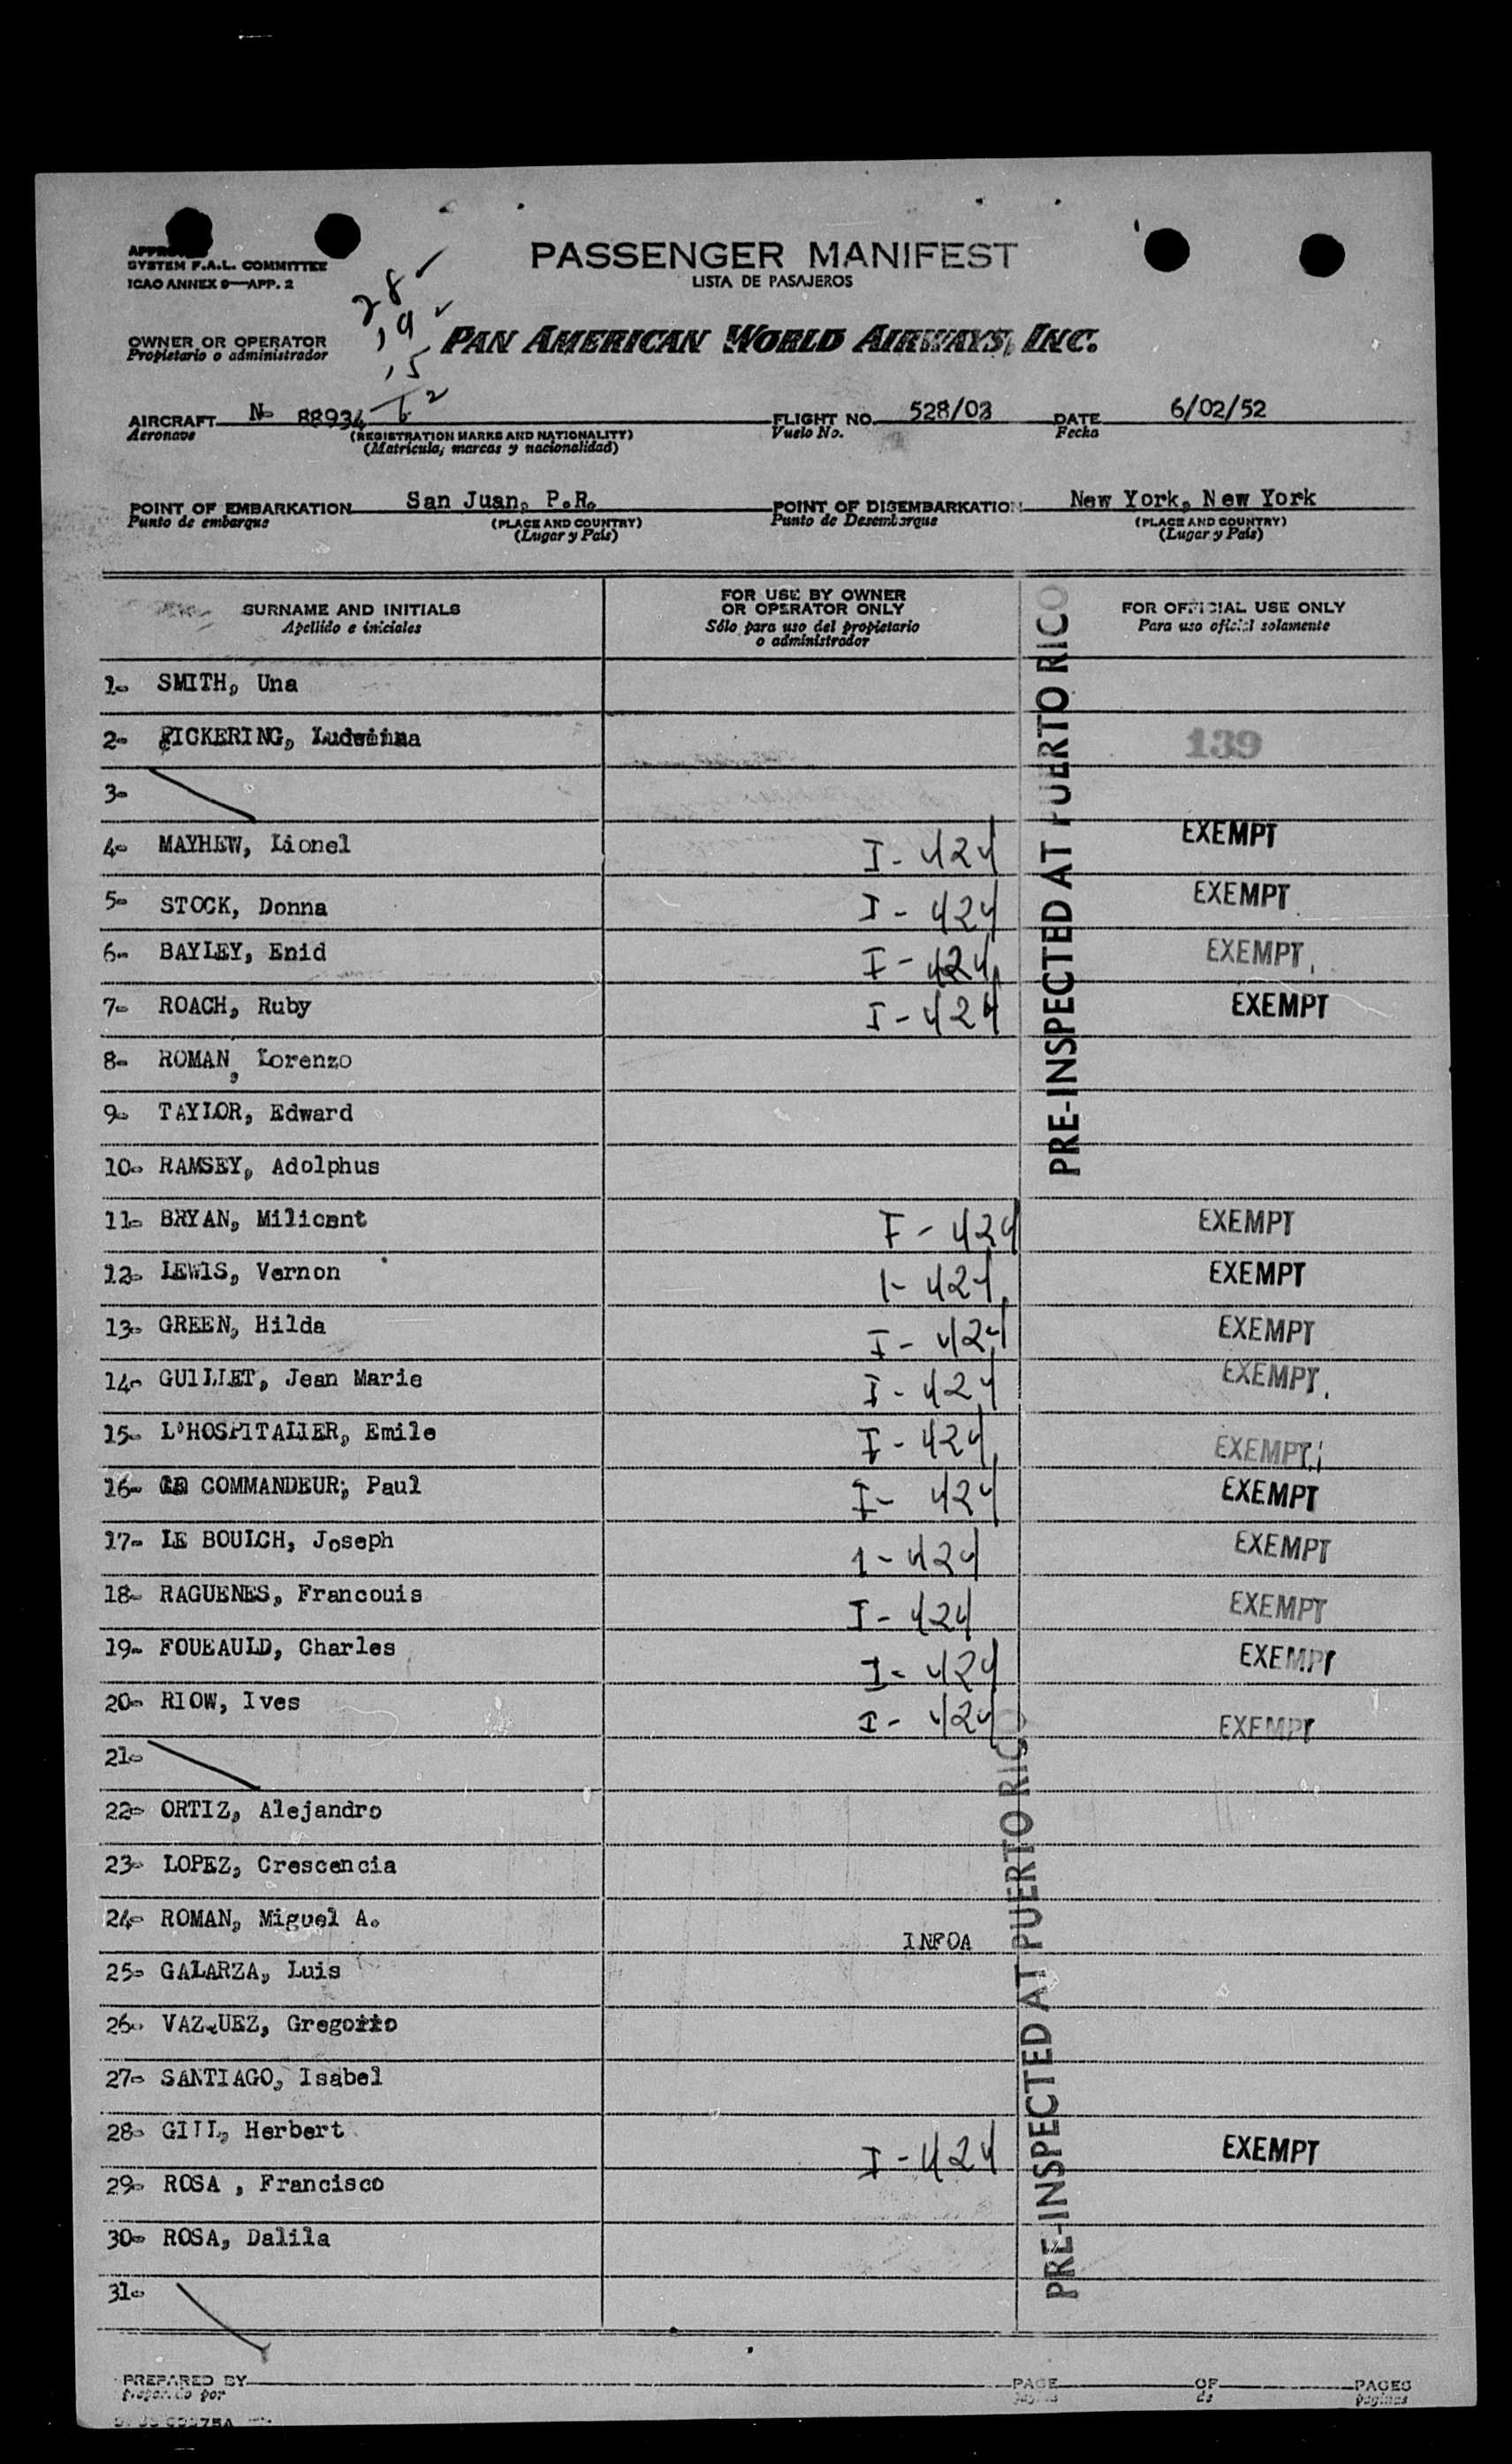 SYSTEM F.A.L. COMMITTEE
ICAO ANNEX 9—APP. 2
PASSENGER MANIFEST
LISTA DE PASAJEROS
28 ✓
19 ✓
15
62
OWNER OR OPERATOR
Propietario o administrador
PAN AMERICAN WORLD AIRWAYS, INC.
AIRCRAFT N- 88934 FLIGHT NO. 528/03 DATE 6/02/52
Aeronave (REGISTRATION MARKS AND NATIONALITY) Vuelo No. Fecha
(Matrícula, marcas y nacionalidad)
POINT OF EMBARKATION San Juan, P.R. POINT OF DISEMBARKATION New York, New York
Punto de embarque (PLACE AND COUNTRY) Punto de Desembarque (PLACE AND COUNTRY)
(Lugar y País) (Lugar y País)
SURNAME AND INITIALS
Apellido e iniciales
FOR USE BY OWNER
OR OPERATOR ONLY
Sólo para uso del propietario
o administrador
FOR OFFICIAL USE ONLY
Para uso oficial solamente
PRE-INSPECTED AT PUERTO RICO
1- SMITH, Una
2- PICKERING, 139
3-
4- MAYHEW, Lionel I-424 EXEMPT
5- STOCK, Donna I-424 EXEMPT
6- BAYLEY, Enid I-424 EXEMPT
7- ROACH, Ruby I-424 EXEMPT
8- ROMAN, Lorenzo
9- TAYLOR, Edward
10- RAMSEY, Adolphus
11- BRYAN, Milicent I-424 EXEMPT
12- LEWIS, Vernon I-424 EXEMPT
13- GREEN, Hilda I-424 EXEMPT
14- GUILLET, Jean Marie I-424 EXEMPT
15- L'HOSPITALIER, Emile I-424 EXEMPT
16- COMMANDEUR; Paul I-424 EXEMPT
17- LE BOULCH, Joseph I-424 EXEMPT
18- RAGUENES, Francouis I-424 EXEMPT
19- FOUEAULD, Charles I-424 EXEMPT
20- RIOW, Ives I-424 EXEMPT
21-
22- ORTIZ, Alejandro
23- LOPEZ, Crescencia
24- ROMAN, Miguel A.
INFOA
25- GALARZA, Luis
26- VAZQUEZ, Gregorio
27- SANTIAGO, Isabel
28- GILL, Herbert I-424 EXEMPT
29- ROSA , Francisco
30- ROSA, Dalila
31-
PRE-INSPECTED AT PUERTO RICO
PREPARED BY PAGE OF PAGES
por de páginas